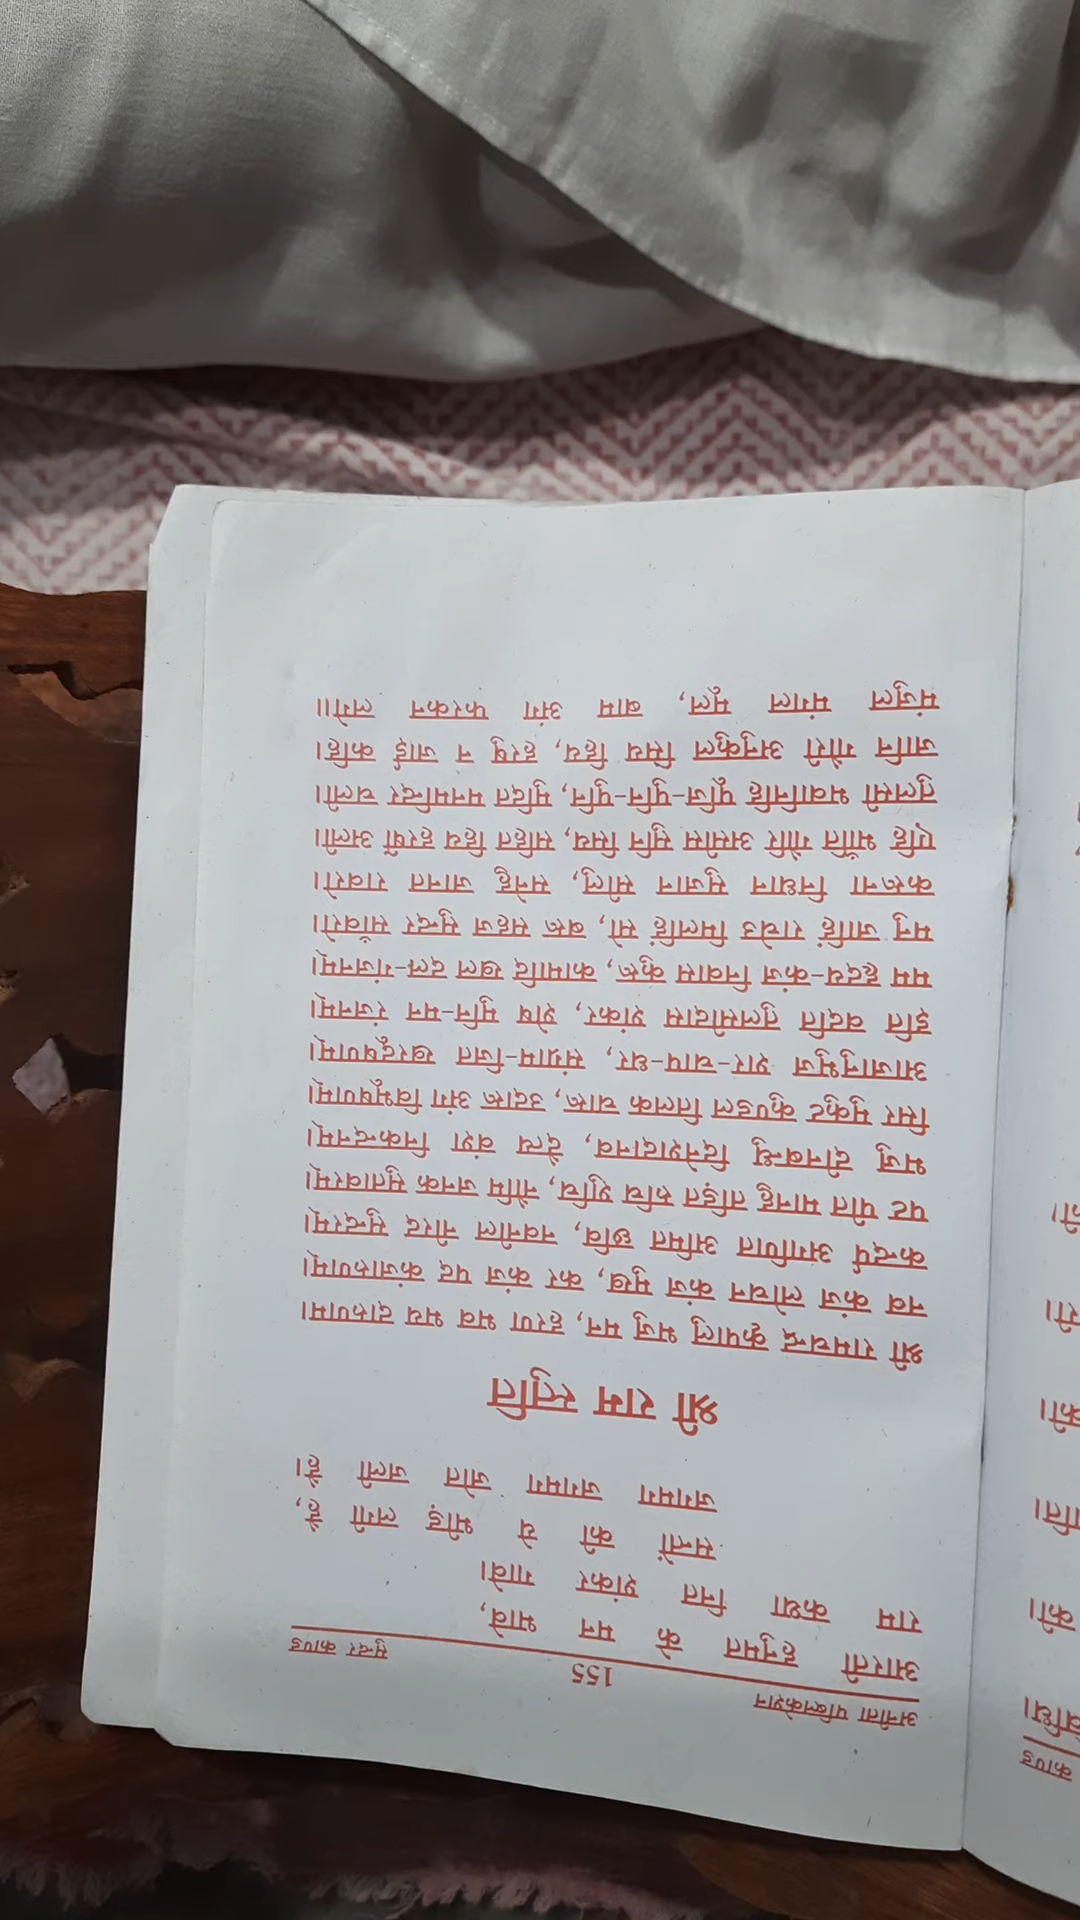 अनीता पब्लिकेशन 155 सुन्दर काण्ड
आरती हनुमत के मन भावे,
राम कथा नित शंकर गावे।
सन्तों की ये भीड़ लगी है,
जगमग जगमग जोत जली है।
श्री राम स्तुति
श्री रामचन्द्र कृपालु भजु मन, हरण भव भय दारुणम्।
नव कंज लोचन कंज मुख, कर कंज पद कंजारुणम्।
कन्दर्प अगणित अमित छवि, नवनील नीरद सुन्दरम्।
पट पीत मानहु तड़ित रुचि शुचि, नौमि जनक सुतावरम्।
भजु दीनबन्धु दिनेशदानव, दैत्य वंश निकन्दनम्।
सिर मुकुट कुण्डल तिलक चारू, उदारू अंग विभूषणम्।
आजानुभुज शर-चाप-धर, संग्राम-जित खरदूषणम्।
इति वदति तुलसीदास शंकर, शेष मुनि-मन रंजनम्।
मम हृदय-कंज निवास कुरू, कामादि खल दल-गंजनम्।
मनु जाहिं राचेउ मिलहिं सो, बरू सहज सुन्दर साँवरो।
करूना निधान सुजान सीलु, सनेहु जानत रावरो।
एहि भाँति गौरि असीस सुनि सिय, सहित हिय हरषीं अली।
तुलसी भवानिहि पूजि-पुनि-पुनि, मुदित मनमन्दिर चली।
जानि गौरी अनुकूल सिय हिय, हरषु न जाई कहि।
मंजुल मंगल मूल, बाम अंग फरकन लगे।।
काण्ड
की।
की।